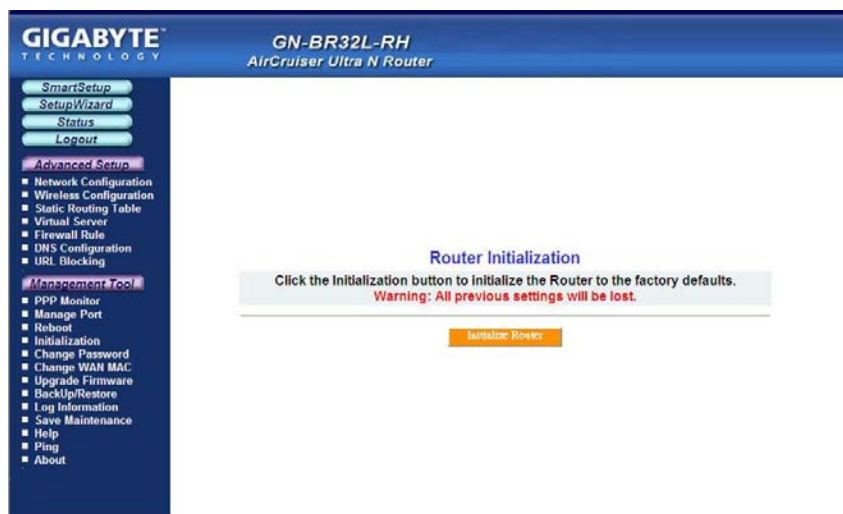 GIGABYTE™
TECHNOLOGY
GN-BR32L-RH
AirCruiser Ultra N Router
SmartSetup
SetupWizard
Status
Logout
Advanced Setup
Network Configuration
Wireless Configuration
Static Routing Table
Virtual Server
Firewall Rule
DNS Configuration
URL Blocking
Management Tool
PPP Monitor
Manage Port
Reboot
Initialization
Change Password
Change WAN MAC
Upgrade Firmware
BackUp/Restore
Log Information
Save Maintenance
Help
Ping
About
Router Initialization
Click the Initialization button to initialize the Router to the factory defaults.
Warning: All previous settings will be lost.
Initialize Router